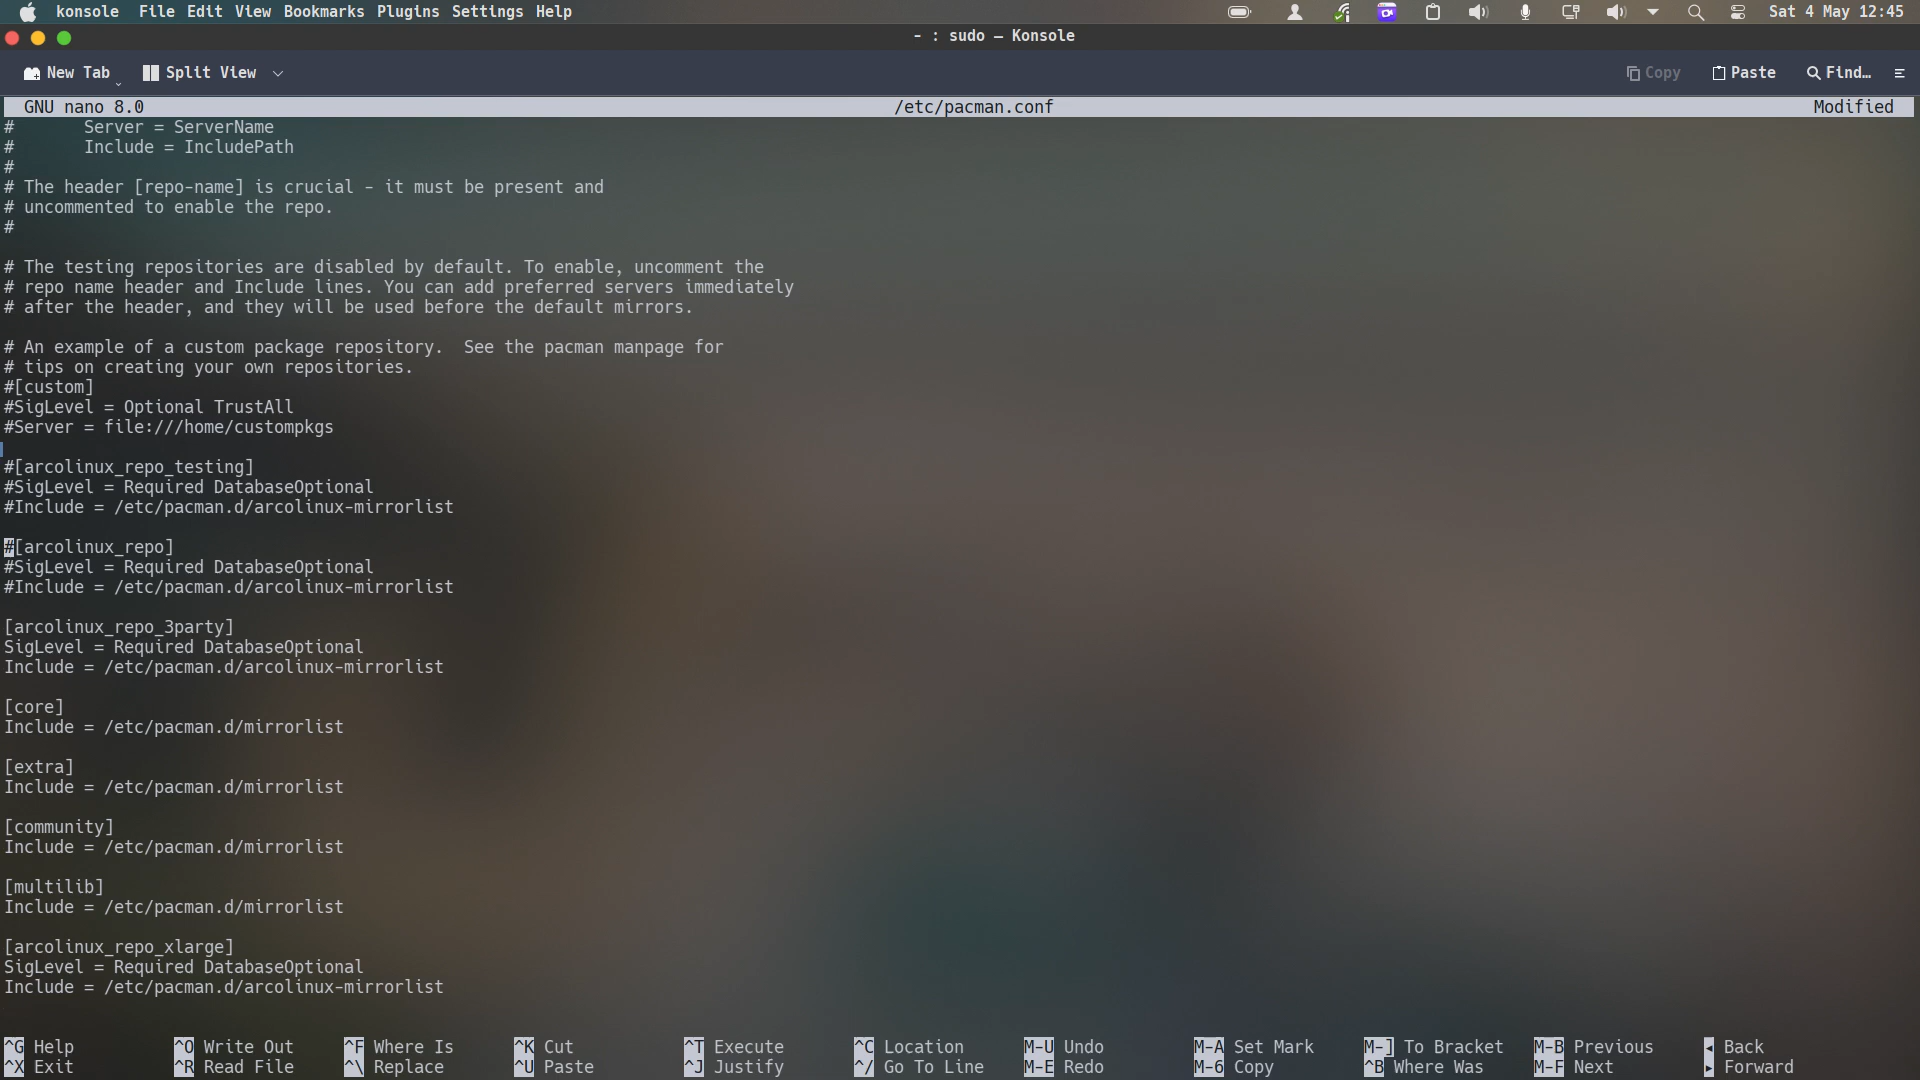 konsole File Edit View Bookmarks Plugins Settings Help Sat 4 May 12:45
~ : sudo — Konsole
New Tab Split View Copy Paste Find…
GNU nano 8.0 /etc/pacman.conf Modified
#       Server = ServerName
#       Include = IncludePath
#
# The header [repo-name] is crucial - it must be present and
# uncommented to enable the repo.
#
# The testing repositories are disabled by default. To enable, uncomment the
# repo name header and Include lines. You can add preferred servers immediately
# after the header, and they will be used before the default mirrors.
# An example of a custom package repository.  See the pacman manpage for
# tips on creating your own repositories.
#[custom]
#SigLevel = Optional TrustAll
#Server = file:///home/custompkgs
#[arcolinux_repo_testing]
#SigLevel = Required DatabaseOptional
#Include = /etc/pacman.d/arcolinux-mirrorlist
#[arcolinux_repo]
#SigLevel = Required DatabaseOptional
#Include = /etc/pacman.d/arcolinux-mirrorlist
[arcolinux_repo_3party]
SigLevel = Required DatabaseOptional
Include = /etc/pacman.d/arcolinux-mirrorlist
[core]
Include = /etc/pacman.d/mirrorlist
[extra]
Include = /etc/pacman.d/mirrorlist
[community]
Include = /etc/pacman.d/mirrorlist
[multilib]
Include = /etc/pacman.d/mirrorlist
[arcolinux_repo_xlarge]
SigLevel = Required DatabaseOptional
Include = /etc/pacman.d/arcolinux-mirrorlist
^G Help ^O Write Out ^F Where Is ^K Cut ^T Execute ^C Location M-U Undo M-A Set Mark M-] To Bracket M-B Previous ◂ Back
^X Exit ^R Read File ^\ Replace ^U Paste ^J Justify ^/ Go To Line M-E Redo M-6 Copy ^B Where Was M-F Next ▸ Forward